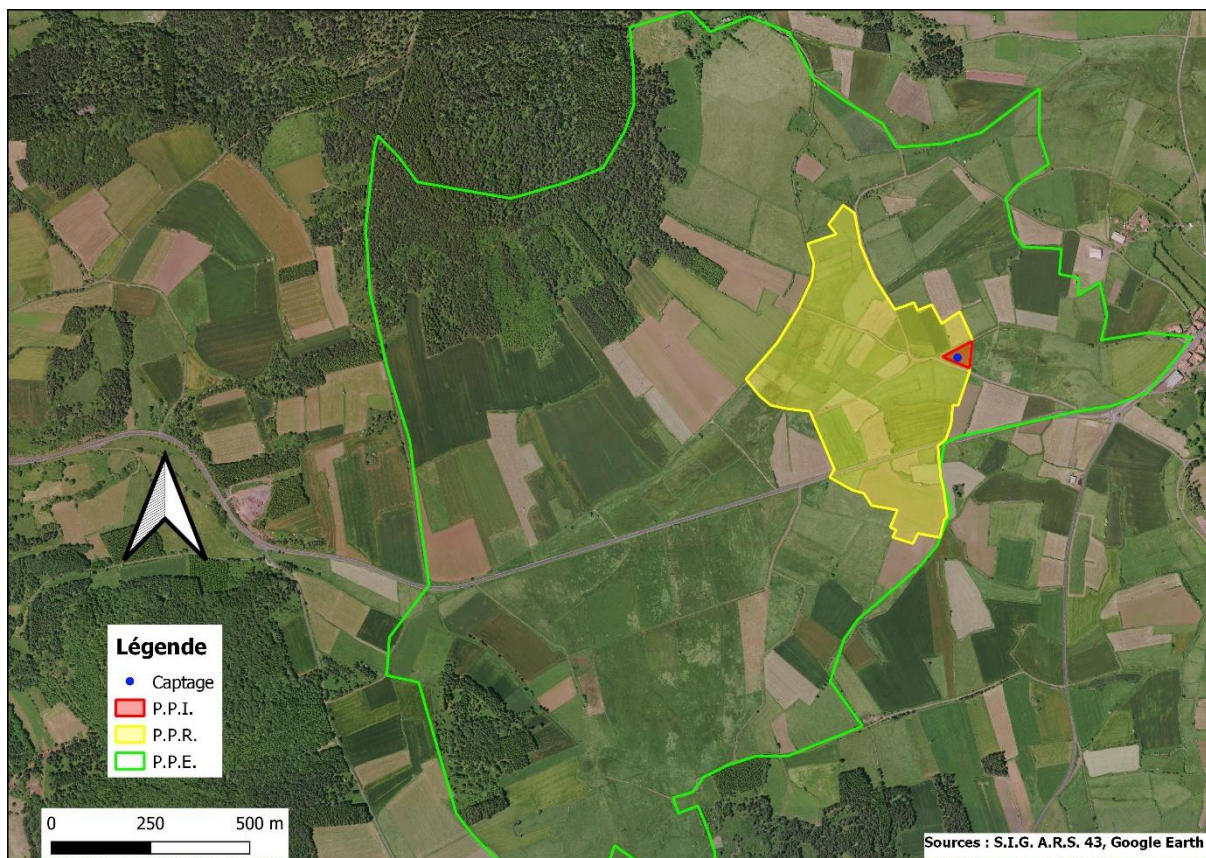 Légende
Captage
P.P.I.
P.P.R.
P.P.E.
0 250 500 m
Sources : S.I.G. A.R.S. 43, Google Earth